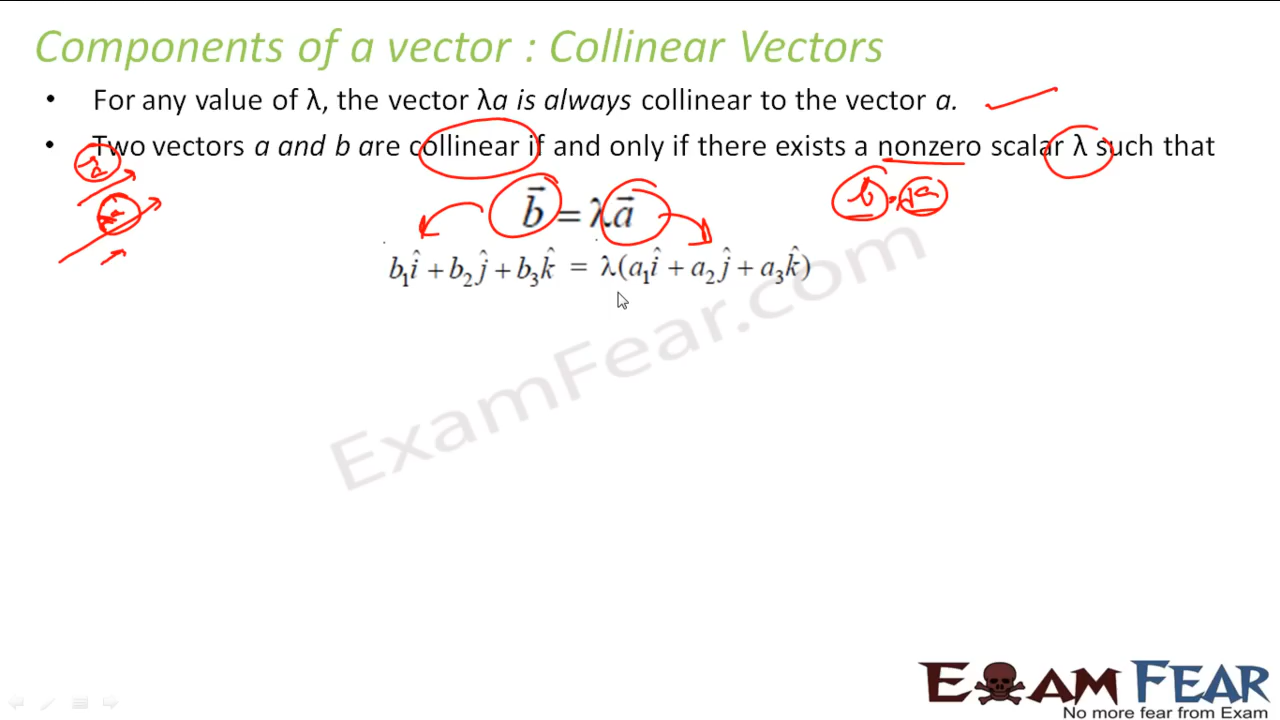 Components of a vector : Collinear Vectors
• For any value of λ, the vector λa is always collinear to the vector a.
• Two vectors a and b are collinear if and only if there exists a nonzero scalar λ such that
b⃗ = λa⃗
b = λa
b₁î + b₂ĵ + b₃k̂ = λ(a₁î + a₂ĵ + a₃k̂)
ExamFear.com
EXAM FEAR
No more fear from Exam